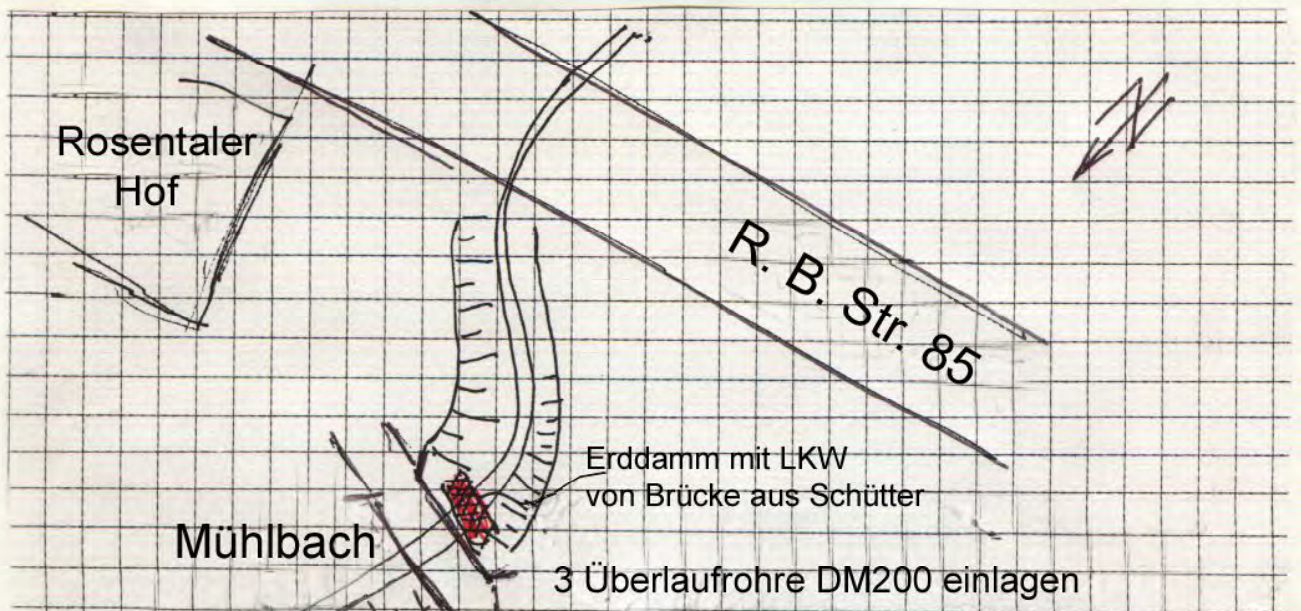 Rosentaler
Hof
R. B. Str. 85
Erddamm mit LKW
von Brücke aus Schütter
Mühlbach
3 Überlaufrohre DM200 einlagen